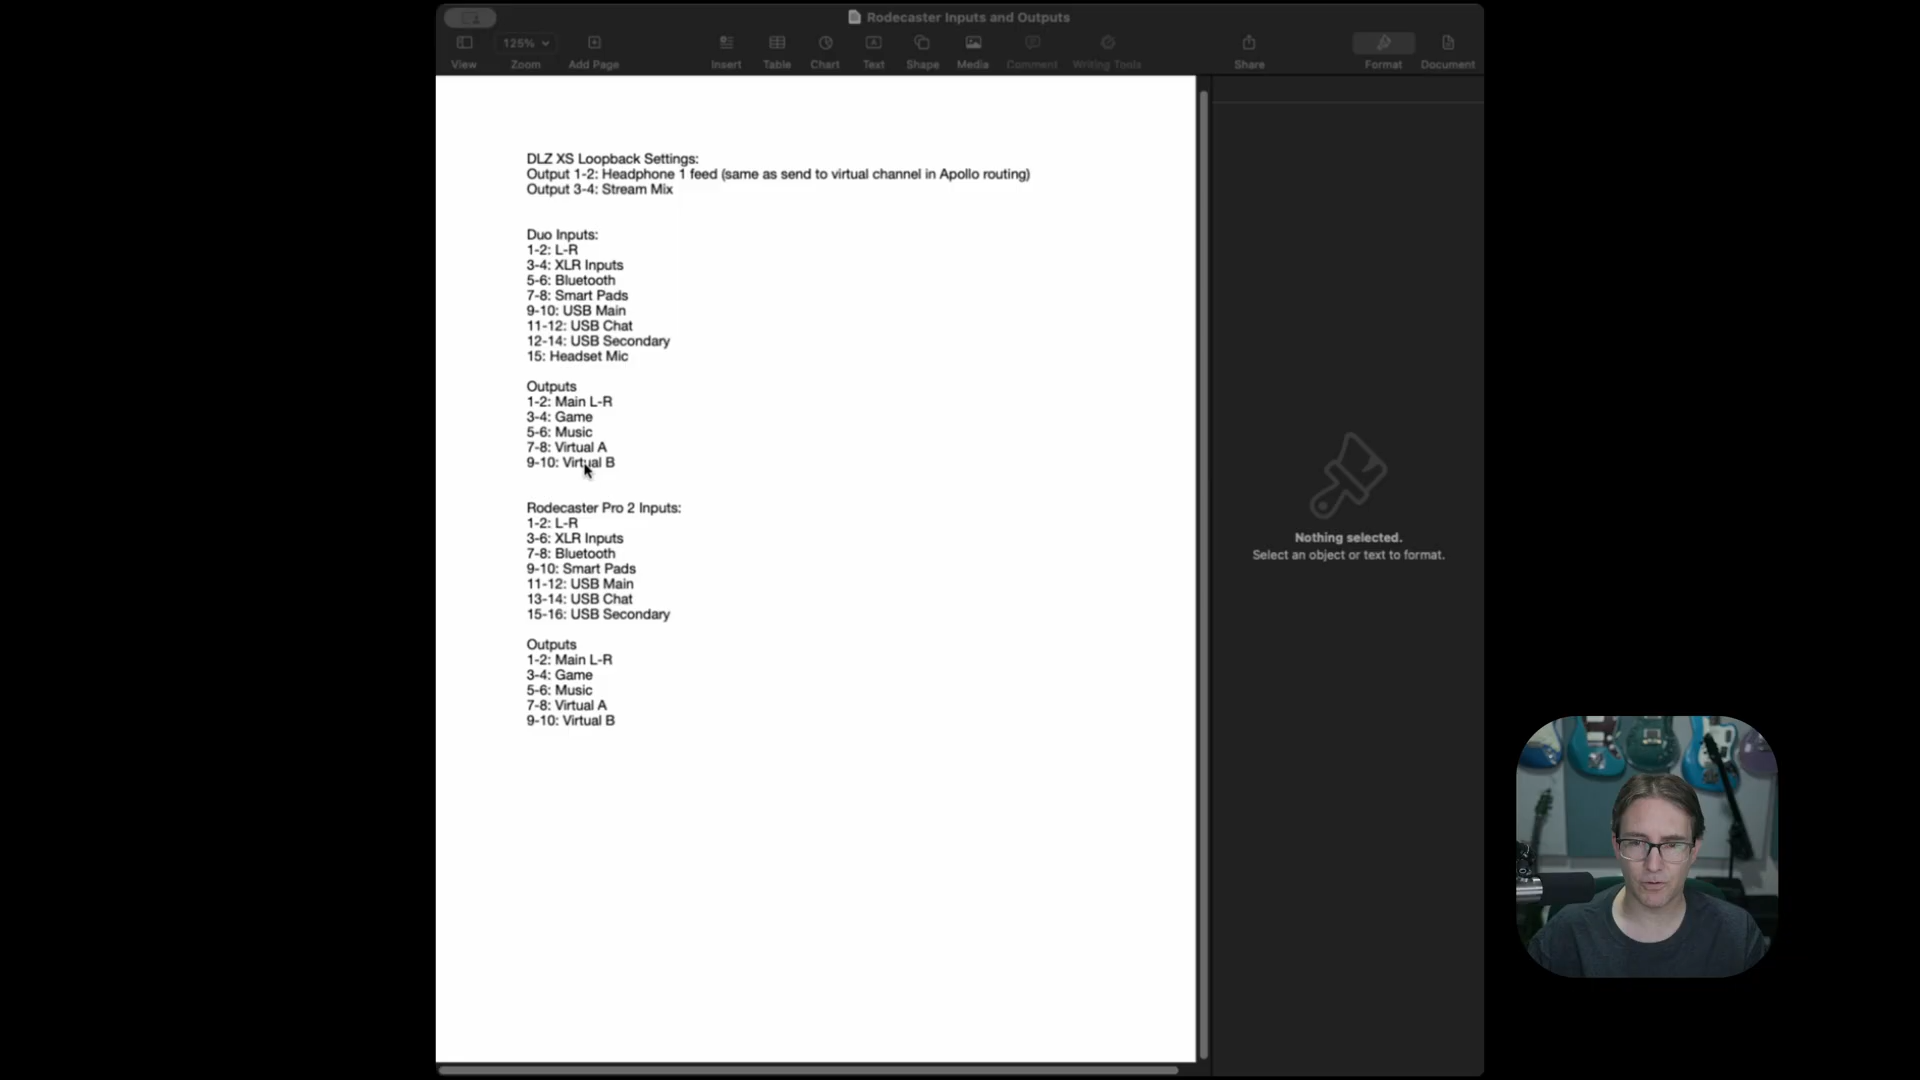 Rodecaster Inputs and Outputs
125%
View
Zoom
Add Page
Insert
Table
Chart
Text
Shape
Media
Comment
Writing Tools
Share
Format
Document
DLZ XS Loopback Settings:
Output 1-2: Headphone 1 feed (same as send to virtual channel in Apollo routing)
Output 3-4: Stream Mix
Duo Inputs:
1-2: L-R
3-4: XLR Inputs
5-6: Bluetooth
7-8: Smart Pads
9-10: USB Main
11-12: USB Chat
12-14: USB Secondary
15: Headset Mic
Outputs
1-2: Main L-R
3-4: Game
5-6: Music
7-8: Virtual A
9-10: Virtual B
Rodecaster Pro 2 Inputs:
1-2: L-R
3-6: XLR Inputs
7-8: Bluetooth
9-10: Smart Pads
11-12: USB Main
13-14: USB Chat
15-16: USB Secondary
Outputs
1-2: Main L-R
3-4: Game
5-6: Music
7-8: Virtual A
9-10: Virtual B
Nothing selected.
Select an object or text to format.